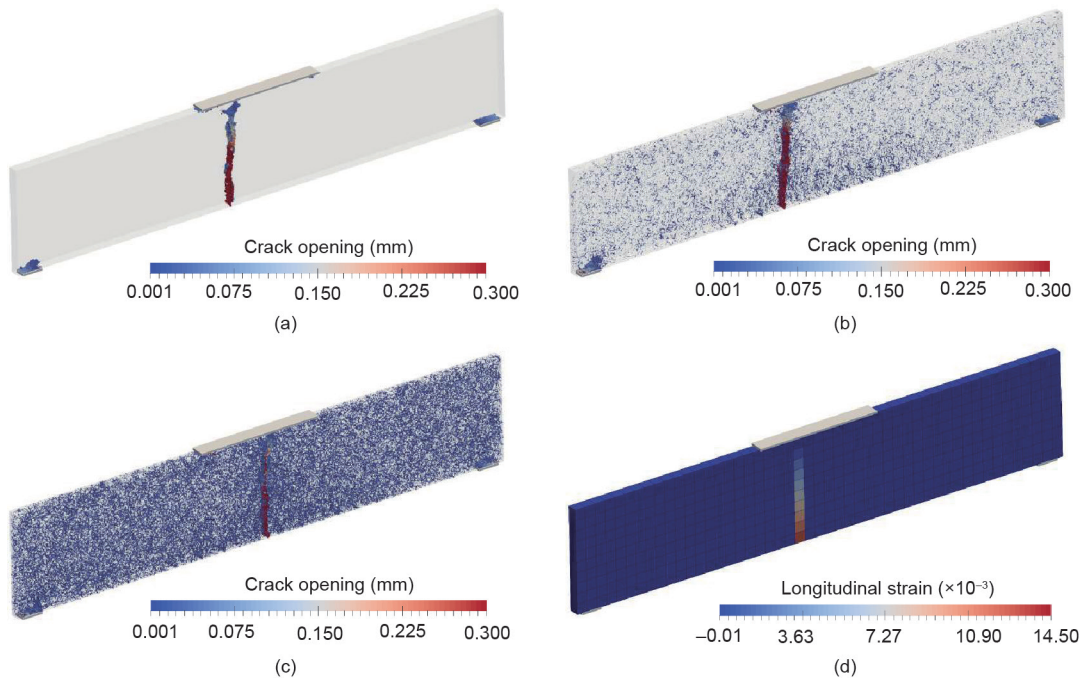 Crack opening (mm)
0.001 0.075 0.150 0.225 0.300
(a)
Crack opening (mm)
0.001 0.075 0.150 0.225 0.300
(b)
Crack opening (mm)
0.001 0.075 0.150 0.225 0.300
(c)
Longitudinal strain (×10⁻³)
–0.01 3.63 7.27 10.90 14.50
(d)